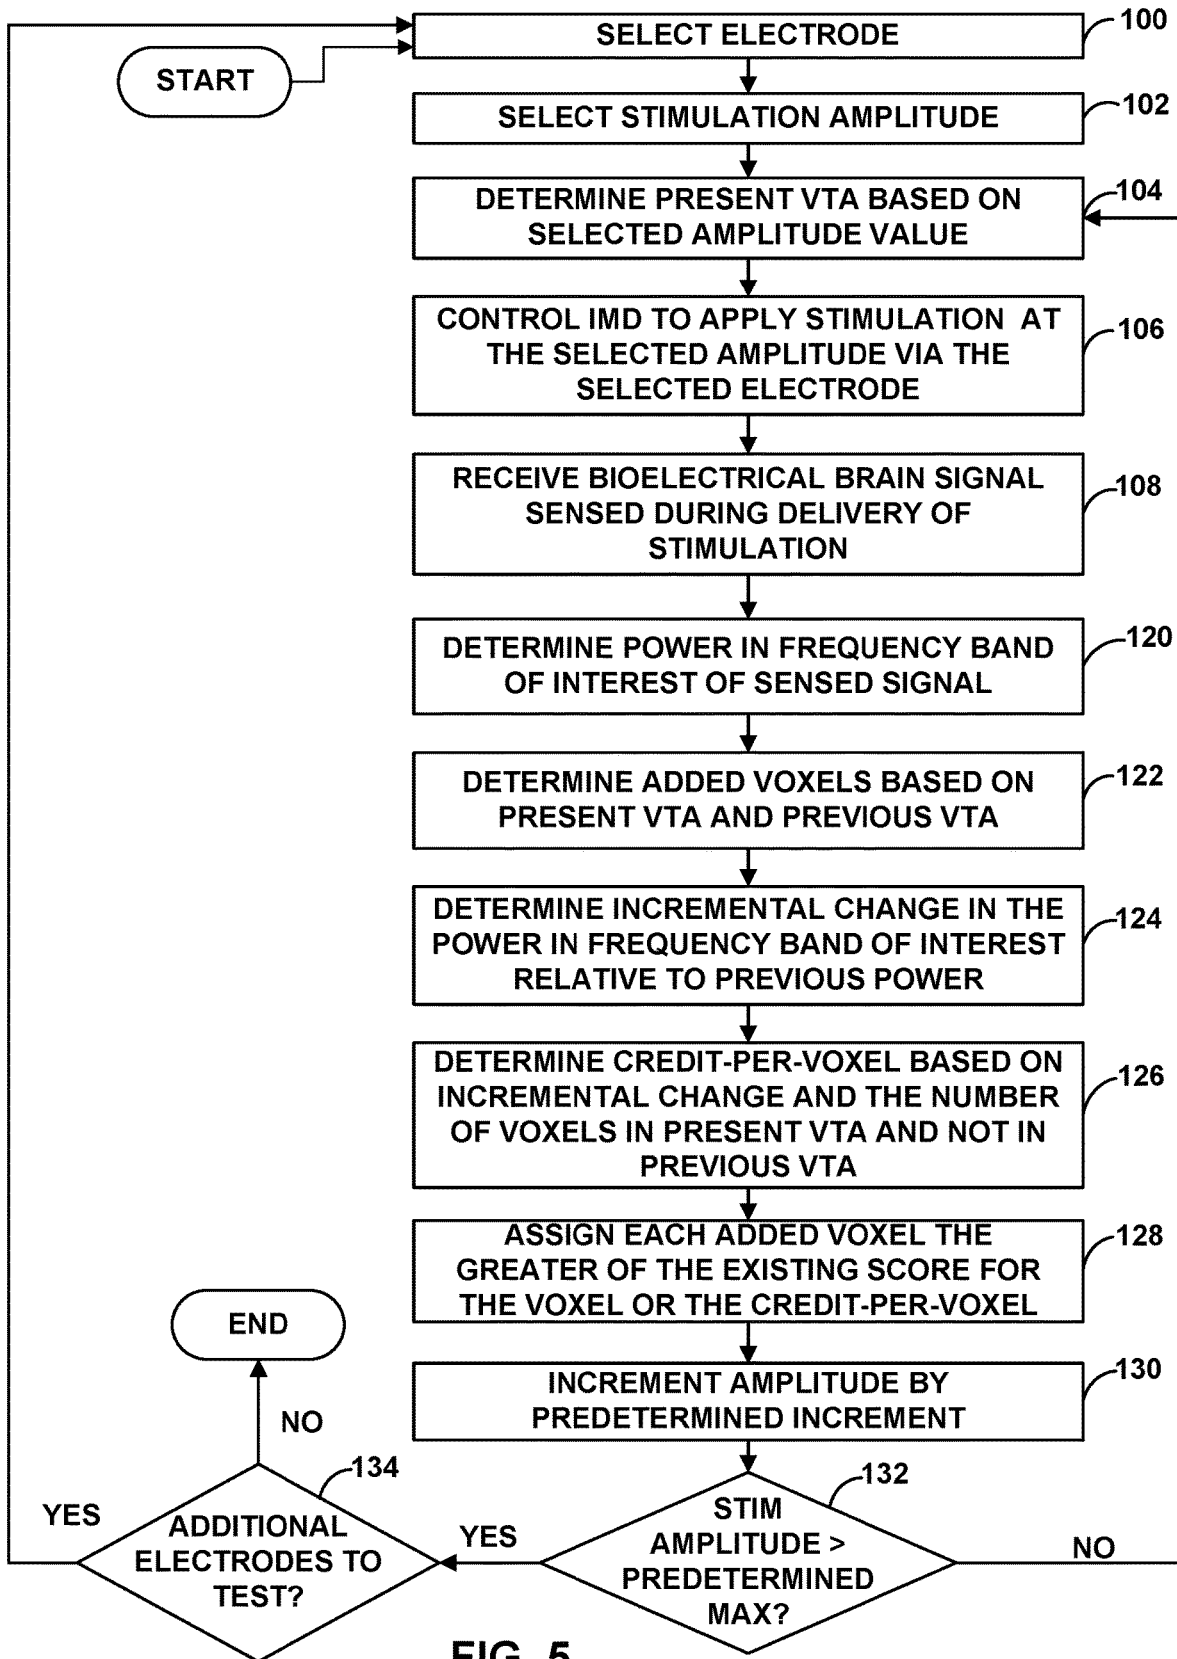 START
SELECT ELECTRODE
100
SELECT STIMULATION AMPLITUDE
102
DETERMINE PRESENT VTA BASED ON
SELECTED AMPLITUDE VALUE
104
CONTROL IMD TO APPLY STIMULATION AT
THE SELECTED AMPLITUDE VIA THE
SELECTED ELECTRODE
106
RECEIVE BIOELECTRICAL BRAIN SIGNAL
SENSED DURING DELIVERY OF
STIMULATION
108
DETERMINE POWER IN FREQUENCY BAND
OF INTEREST OF SENSED SIGNAL
120
DETERMINE ADDED VOXELS BASED ON
PRESENT VTA AND PREVIOUS VTA
122
DETERMINE INCREMENTAL CHANGE IN THE
POWER IN FREQUENCY BAND OF INTEREST
RELATIVE TO PREVIOUS POWER
124
DETERMINE CREDIT-PER-VOXEL BASED ON
INCREMENTAL CHANGE AND THE NUMBER
OF VOXELS IN PRESENT VTA AND NOT IN
PREVIOUS VTA
126
ASSIGN EACH ADDED VOXEL THE
GREATER OF THE EXISTING SCORE FOR
THE VOXEL OR THE CREDIT-PER-VOXEL
128
INCREMENT AMPLITUDE BY
PREDETERMINED INCREMENT
130
STIM
AMPLITUDE >
PREDETERMINED
MAX?
132
NO
YES
ADDITIONAL
ELECTRODES TO
TEST?
134
YES
NO
END
FIG. 5